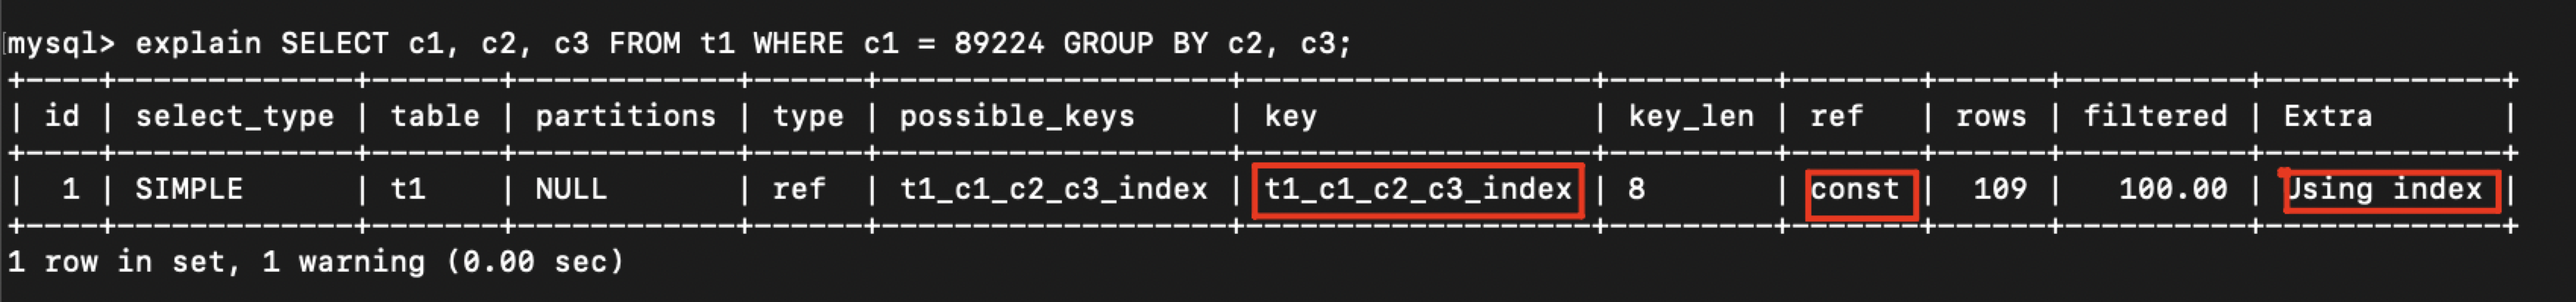 mysql> explain SELECT c1, c2, c3 FROM t1 WHERE c1 = 89224 GROUP BY c2, c3;
+----+-------------+-------+------------+------+-------------------+-------------------+---------+-------+------+----------+-------------+
| id | select_type | table | partitions | type | possible_keys     | key               | key_len | ref   | rows | filtered | Extra       |
+----+-------------+-------+------------+------+-------------------+-------------------+---------+-------+------+----------+-------------+
|  1 | SIMPLE      | t1    | NULL       | ref  | t1_c1_c2_c3_index | t1_c1_c2_c3_index | 8       | const |  109 |   100.00 | Using index |
+----+-------------+-------+------------+------+-------------------+-------------------+---------+-------+------+----------+-------------+
1 row in set, 1 warning (0.00 sec)